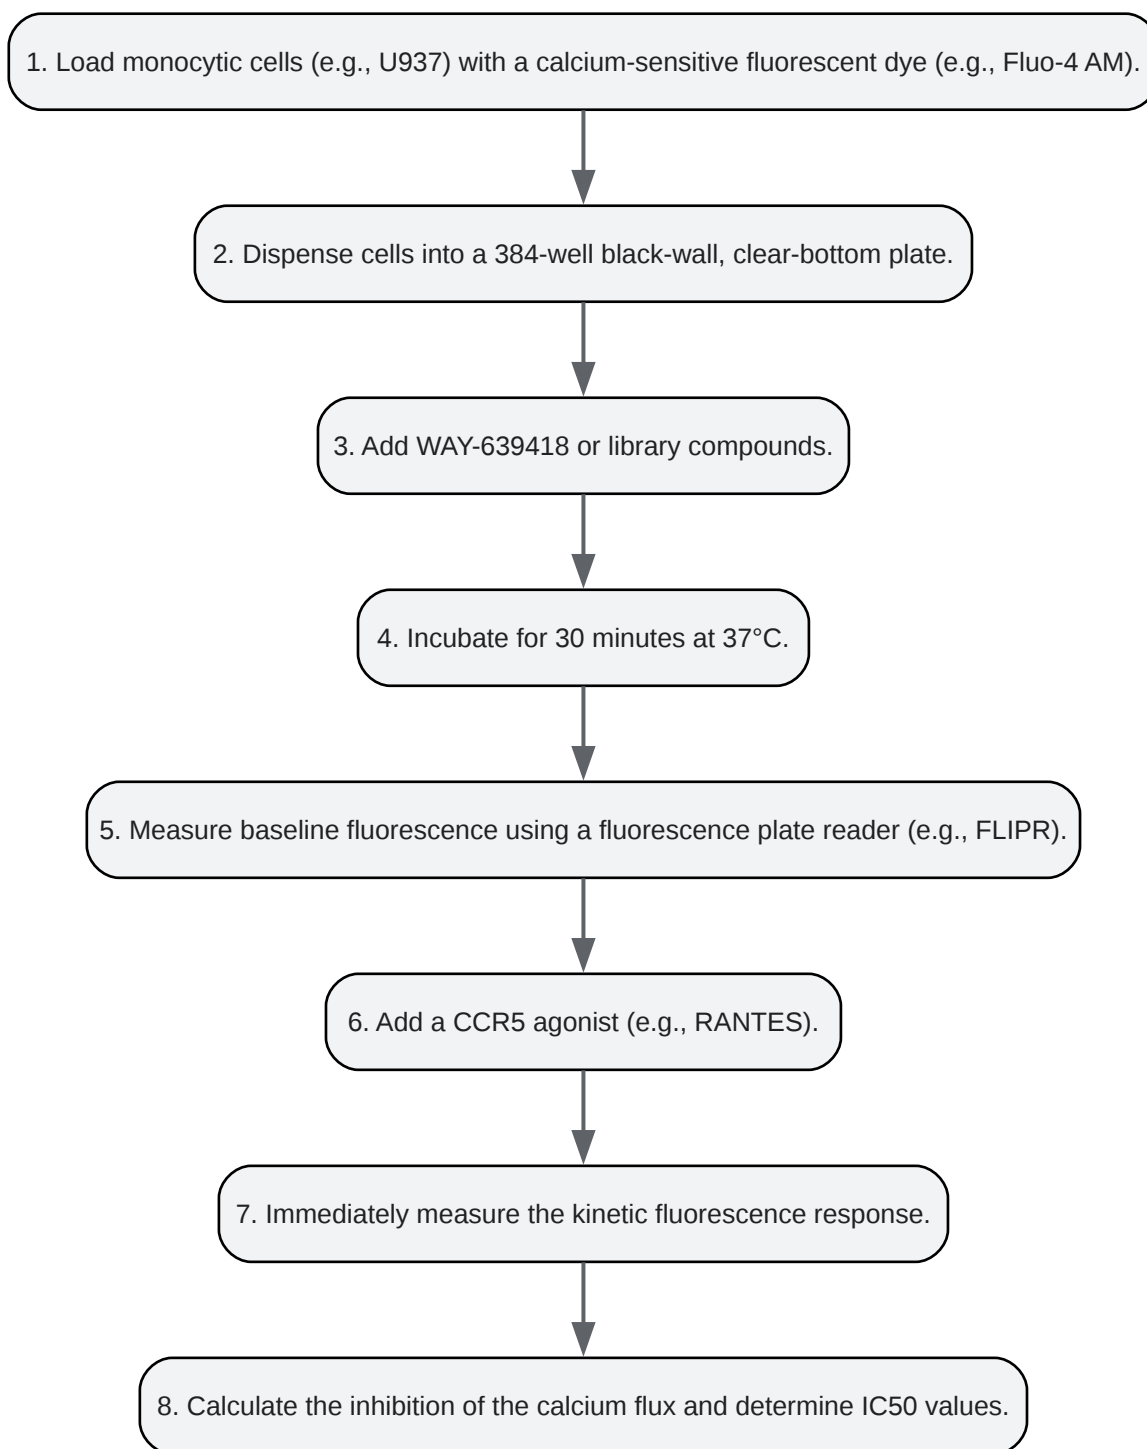 1. Load monocytic cells (e.g., U937) with a calcium-sensitive fluorescent dye (e.g., Fluo-4 AM).
2. Dispense cells into a 384-well black-wall, clear-bottom plate.
3. Add WAY-639418 or library compounds.
4. Incubate for 30 minutes at 37°C.
5. Measure baseline fluorescence using a fluorescence plate reader (e.g., FLIPR).
6. Add a CCR5 agonist (e.g., RANTES).
7. Immediately measure the kinetic fluorescence response.
8. Calculate the inhibition of the calcium flux and determine IC50 values.